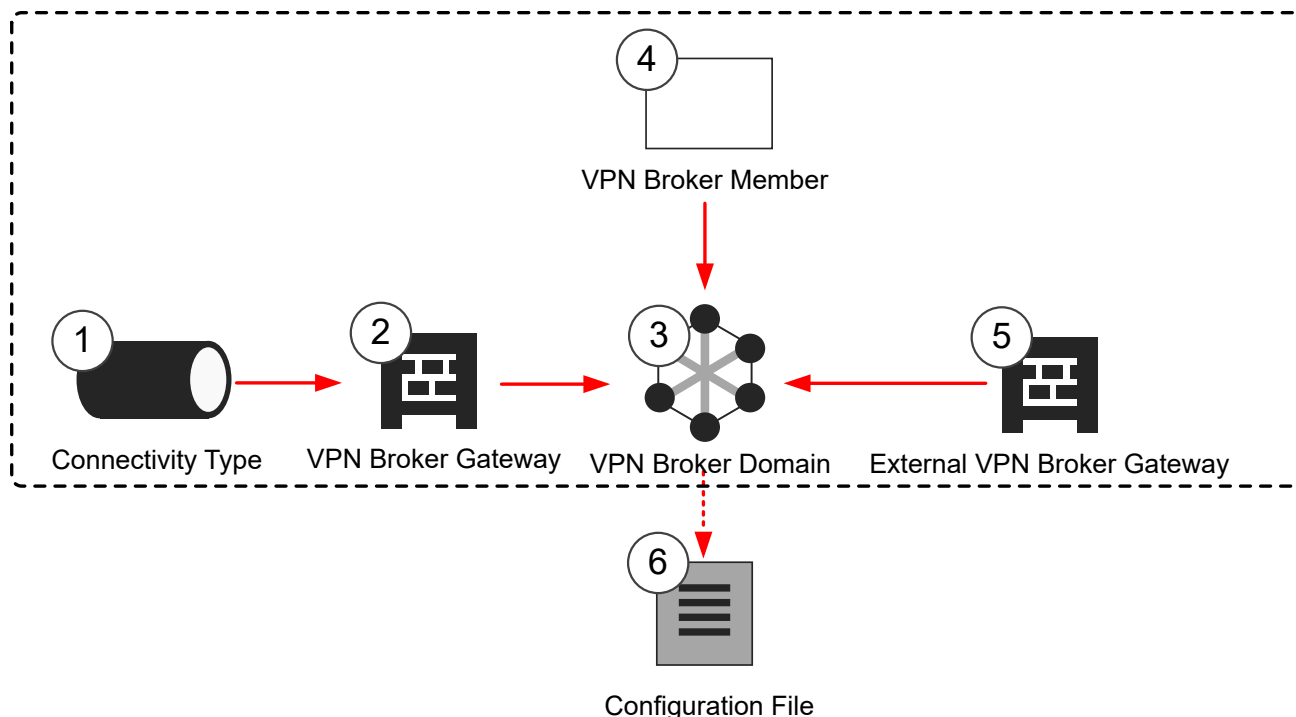 4
VPN Broker Member
1
2
3
5
Connectivity Type
VPN Broker Gateway
VPN Broker Domain
External VPN Broker Gateway
6
Configuration File